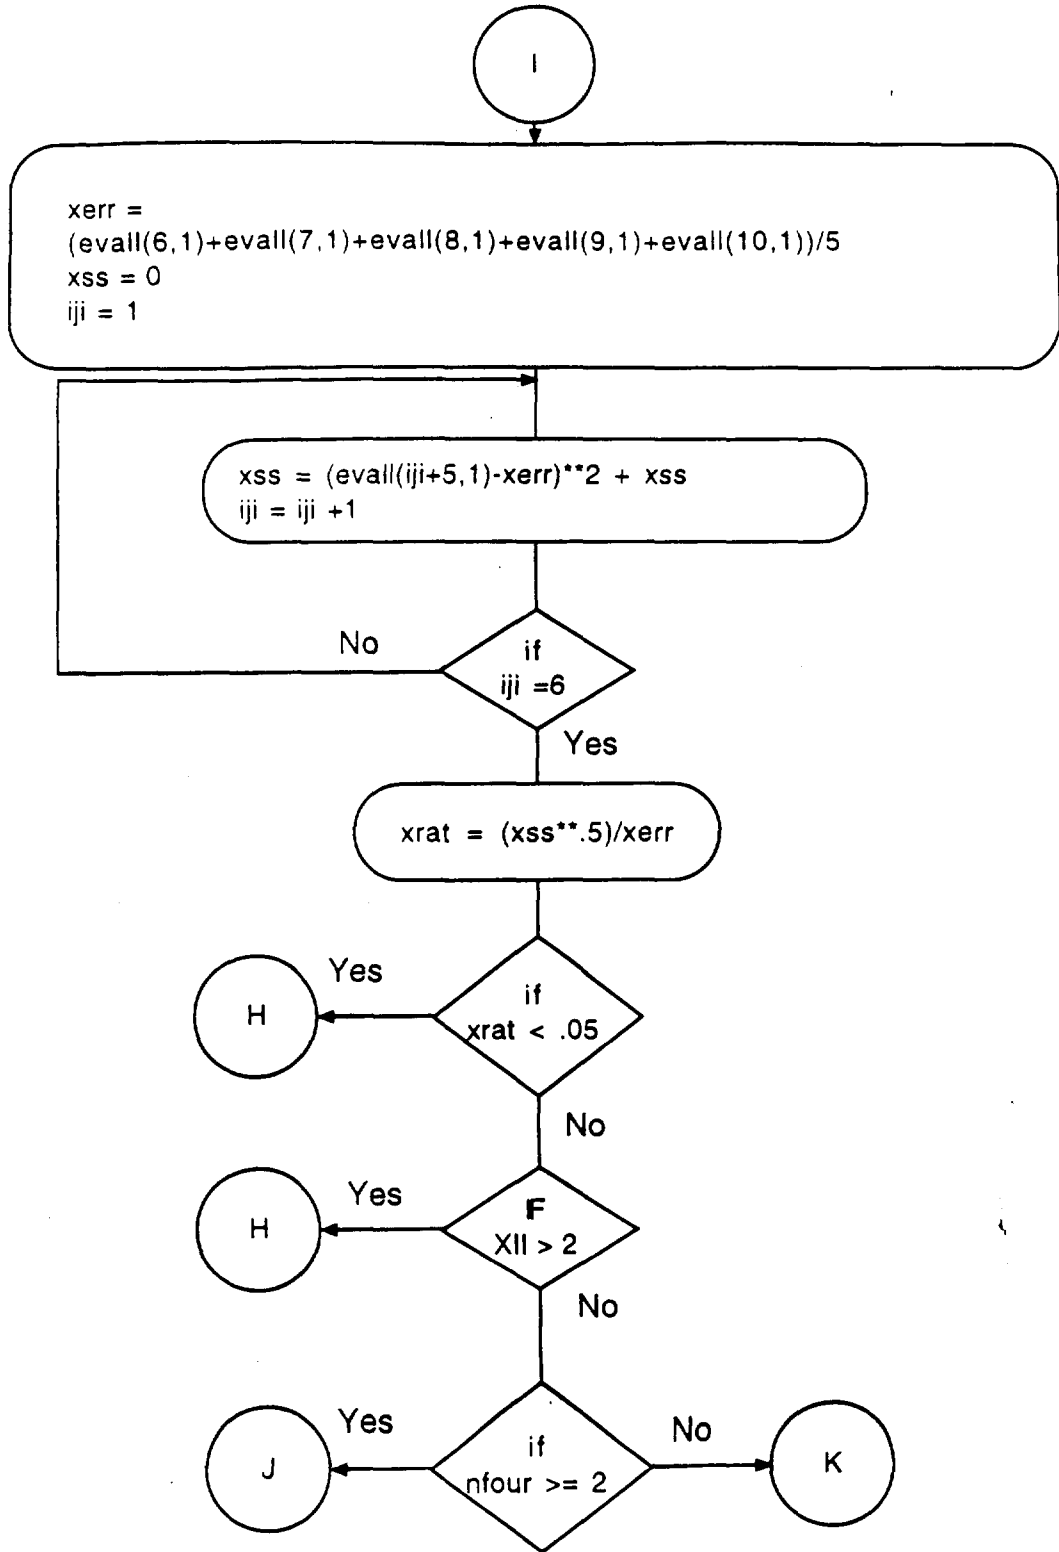 I
xerr =
(evall(6,1)+evall(7,1)+evall(8,1)+evall(9,1)+evall(10,1))/5
xss = 0
iji = 1
xss = (evall(iji+5,1)-xerr)**2 + xss
iji = iji +1
No
if
iji =6
Yes
xrat = (xss**.5)/xerr
Yes
H
if
xrat < .05
No
Yes
H
IF
XII > 2
No
Yes
J
if
nfour >= 2
No
K